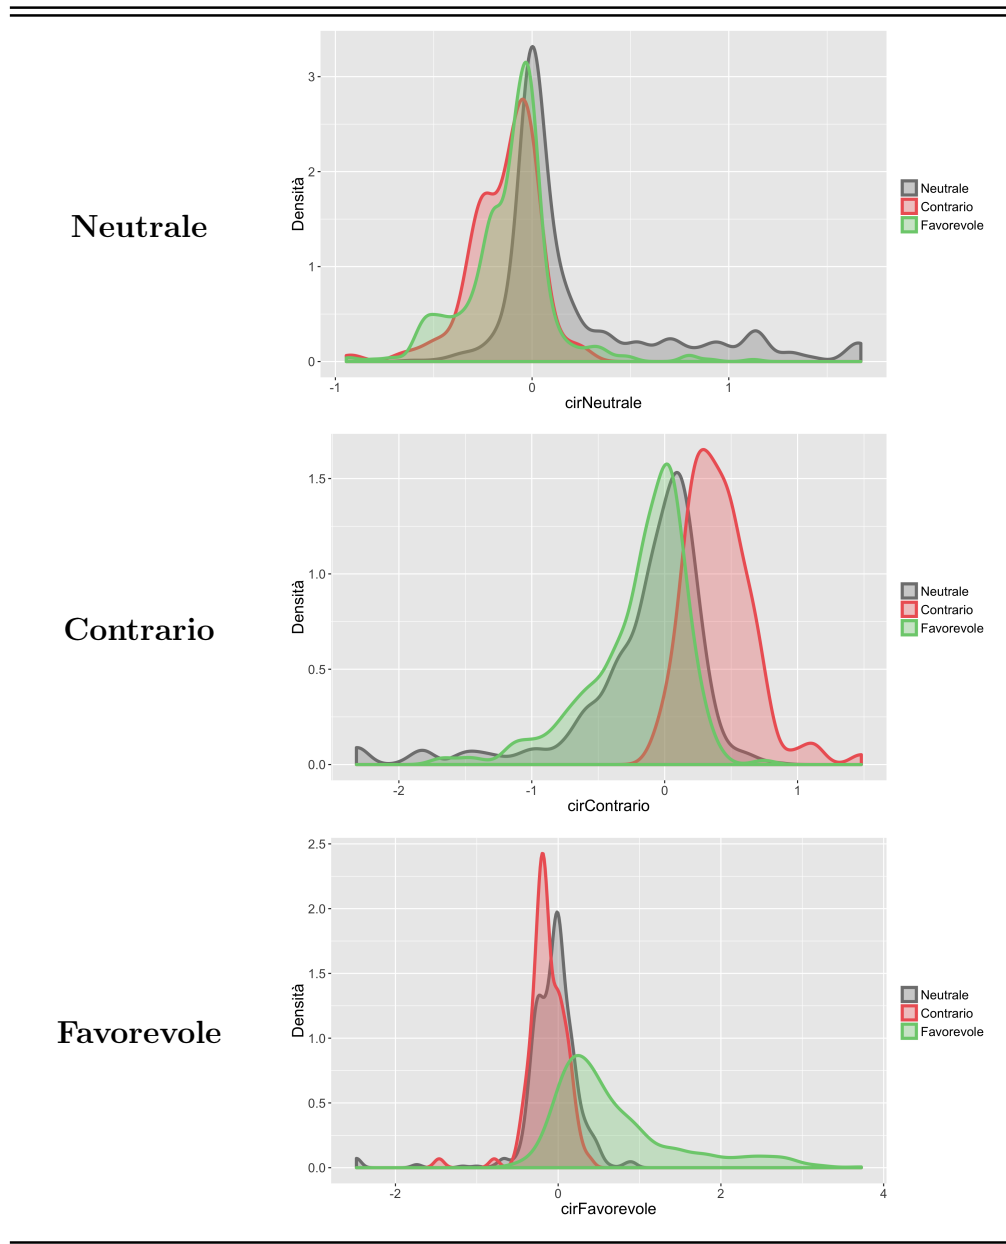 Neutrale
Densità
3
2
1
0
-1
0
1
cirNeutrale
Neutrale
Contrario
Favorevole
Contrario
Densità
1.5
1.0
0.5
0.0
-2
-1
0
1
cirContrario
Neutrale
Contrario
Favorevole
Favorevole
Densità
2.5
2.0
1.5
1.0
0.5
0.0
-2
0
2
4
cirFavorevole
Neutrale
Contrario
Favorevole